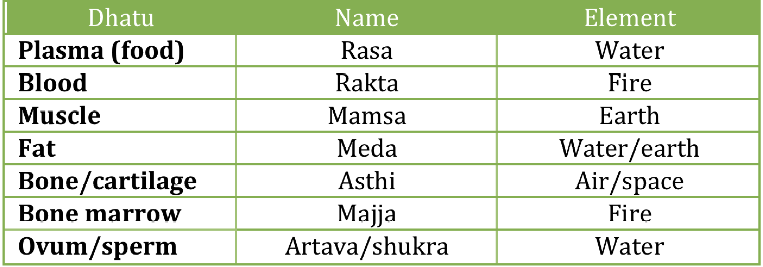 Dhatu Name Element
Plasma (food) Rasa Water
Blood Rakta Fire
Muscle Mamsa Earth
Fat Meda Water/earth
Bone/cartilage Asthi Air/space
Bone marrow Majja Fire
Ovum/sperm Artava/shukra Water